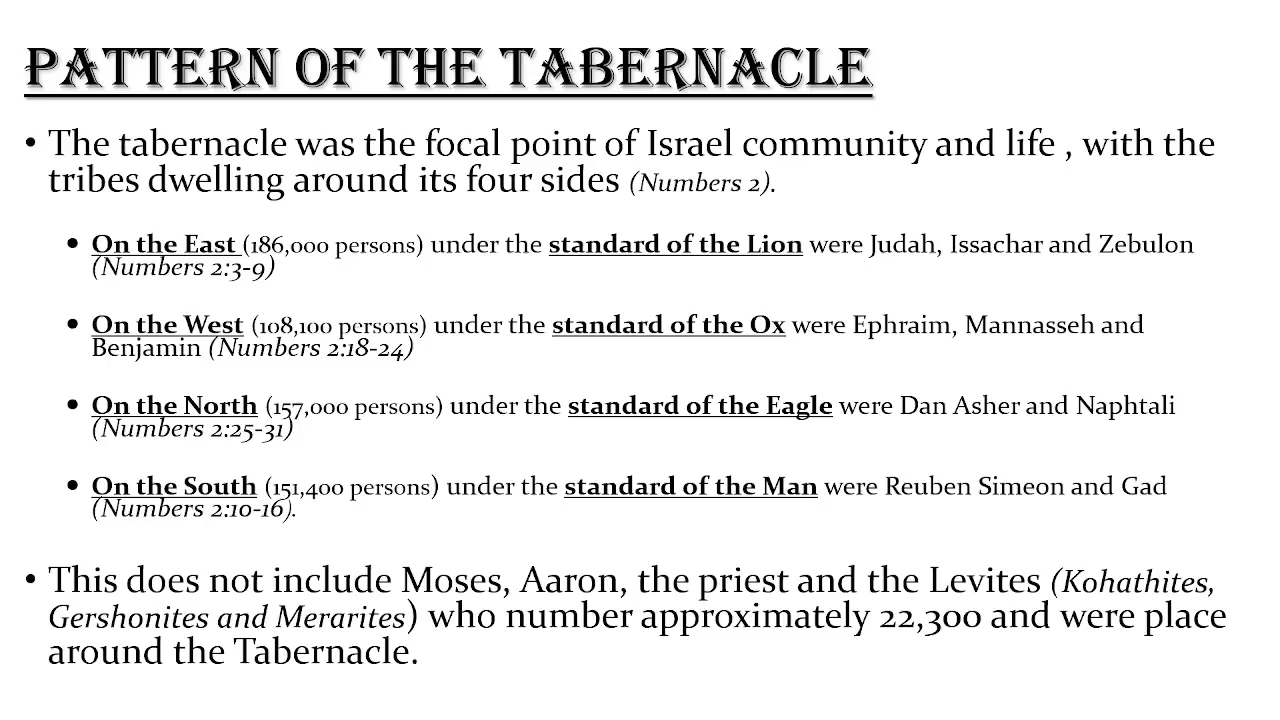 PATTERN OF THE TABERNACLE
• The tabernacle was the focal point of Israel community and life , with the
tribes dwelling around its four sides (Numbers 2).
• On the East (186,000 persons) under the standard of the Lion were Judah, Issachar and Zebulon
(Numbers 2:3-9)
• On the West (108,100 persons) under the standard of the Ox were Ephraim, Mannasseh and
Benjamin (Numbers 2:18-24)
• On the North (157,000 persons) under the standard of the Eagle were Dan Asher and Naphtali
(Numbers 2:25-31)
• On the South (151,400 persons) under the standard of the Man were Reuben Simeon and Gad
(Numbers 2:10-16).
• This does not include Moses, Aaron, the priest and the Levites (Kohathites,
Gershonites and Merarites) who number approximately 22,300 and were place
around the Tabernacle.